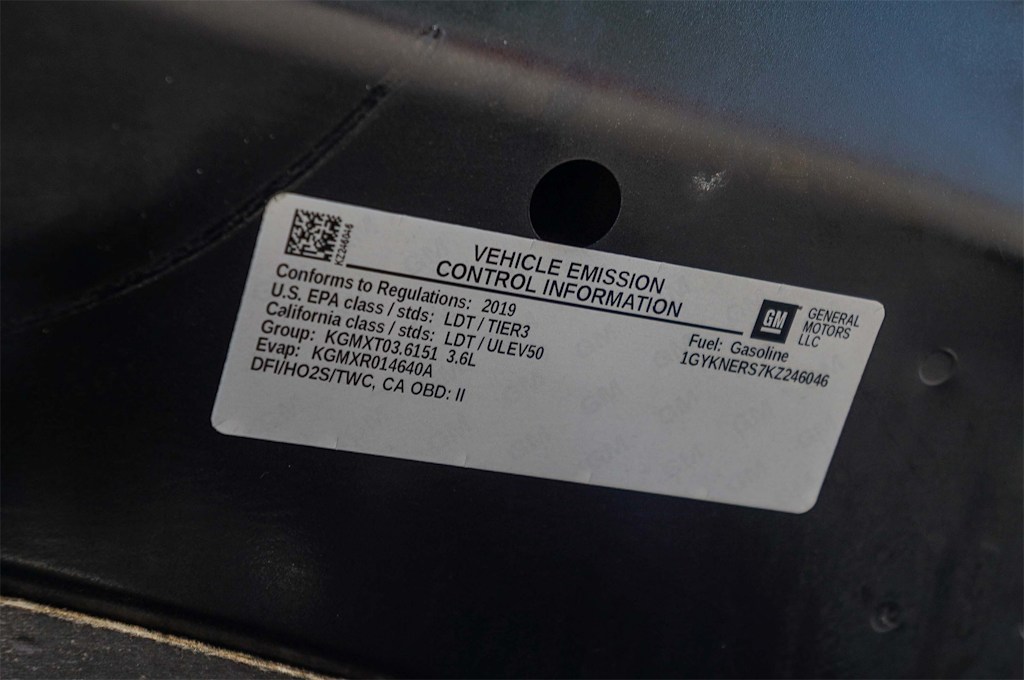 KZ246046
VEHICLE EMISSION
CONTROL INFORMATION
GM
GENERAL
MOTORS
LLC
Conforms to Regulations: 2019
U.S. EPA class / stds: LDT / TIER3
California class / stds: LDT / ULEV50
Group: KGMXT03.6151 3.6L
Evap: KGMXR014640A
DFI/HO2S/TWC, CA OBD: II
Fuel: Gasoline
1GYKNERS7KZ246046